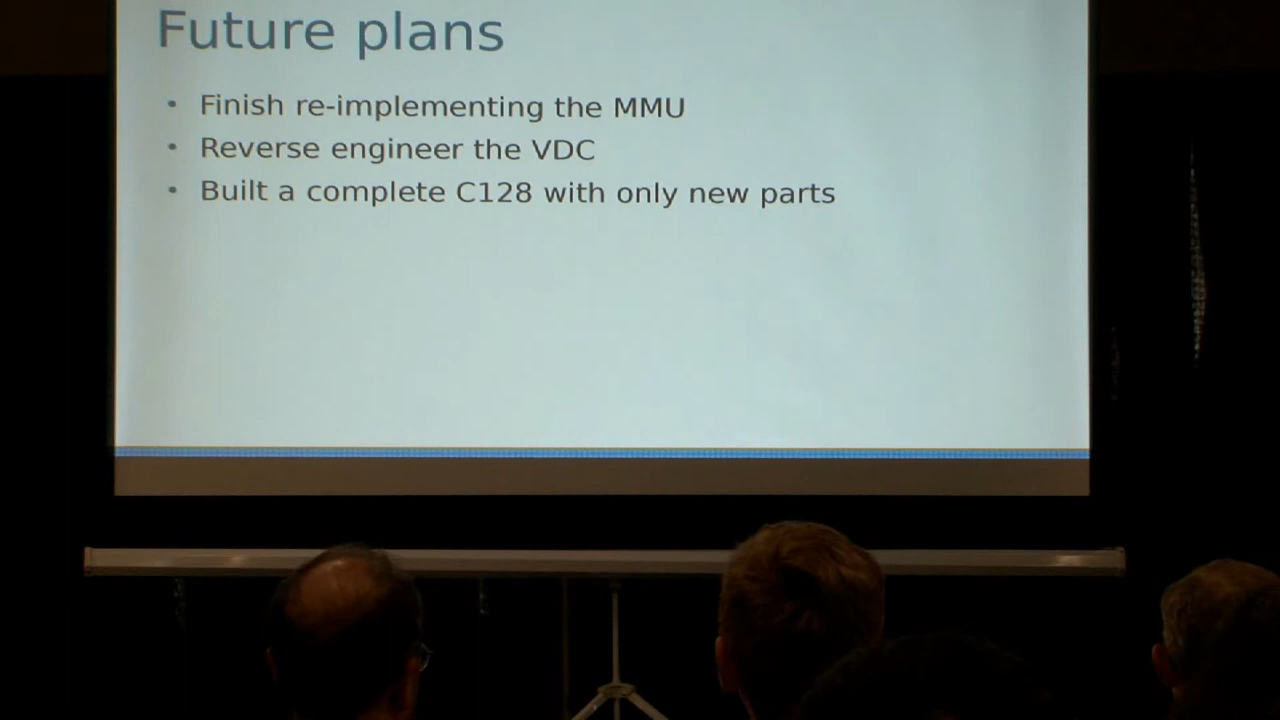 Future plans
• Finish re-implementing the MMU
• Reverse engineer the VDC
• Built a complete C128 with only new parts